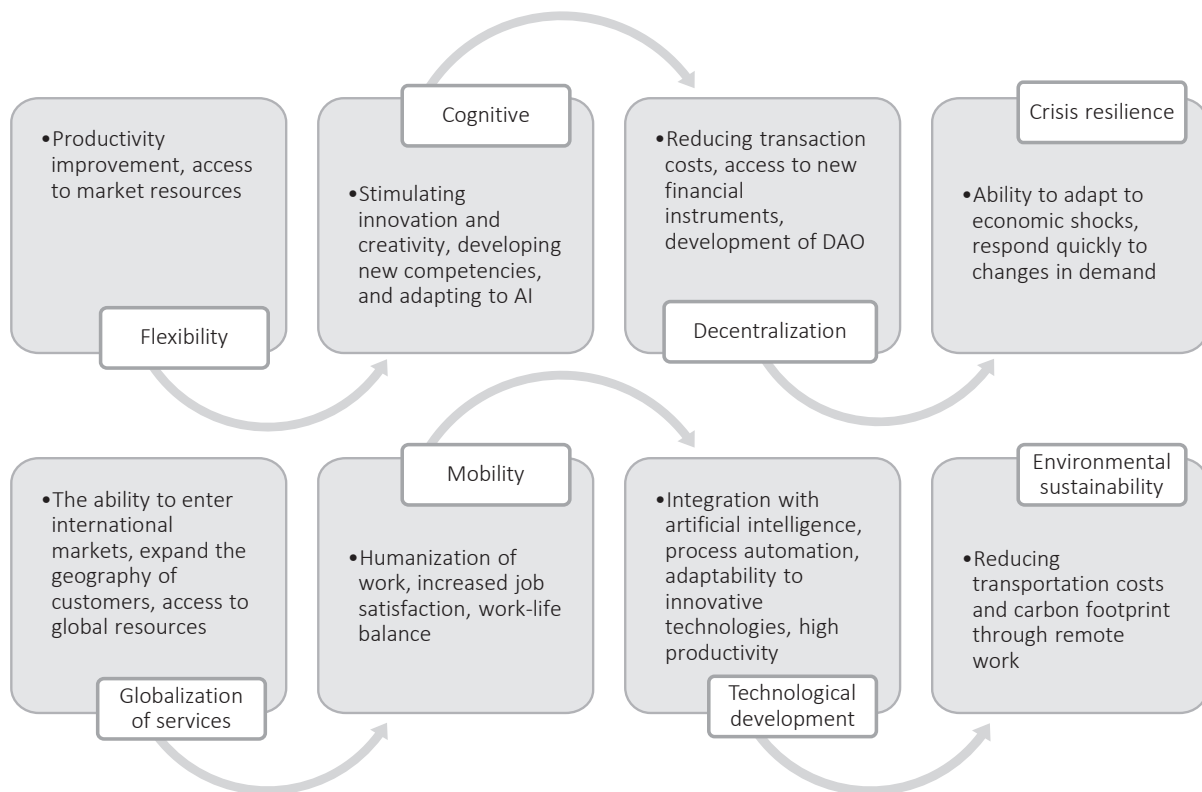 •Productivity
improvement, access
to market resources
Flexibility
Cognitive
•Stimulating
innovation and
creativity, developing
new competencies,
and adapting to AI
•Reducing transaction
costs, access to new
financial
instruments,
development of DAO
Decentralization
Crisis resilience
•Ability to adapt to
economic shocks,
respond quickly to
changes in demand
•The ability to enter
international
markets, expand the
geography of
customers, access to
global resources
Globalization
of services
Mobility
•Humanization of
work, increased job
satisfaction, work-life
balance
•Integration with
artificial intelligence,
process automation,
adaptability to
innovative
technologies, high
productivity
Technological
development
Environmental
sustainability
•Reducing
transportation costs
and carbon footprint
through remote
work